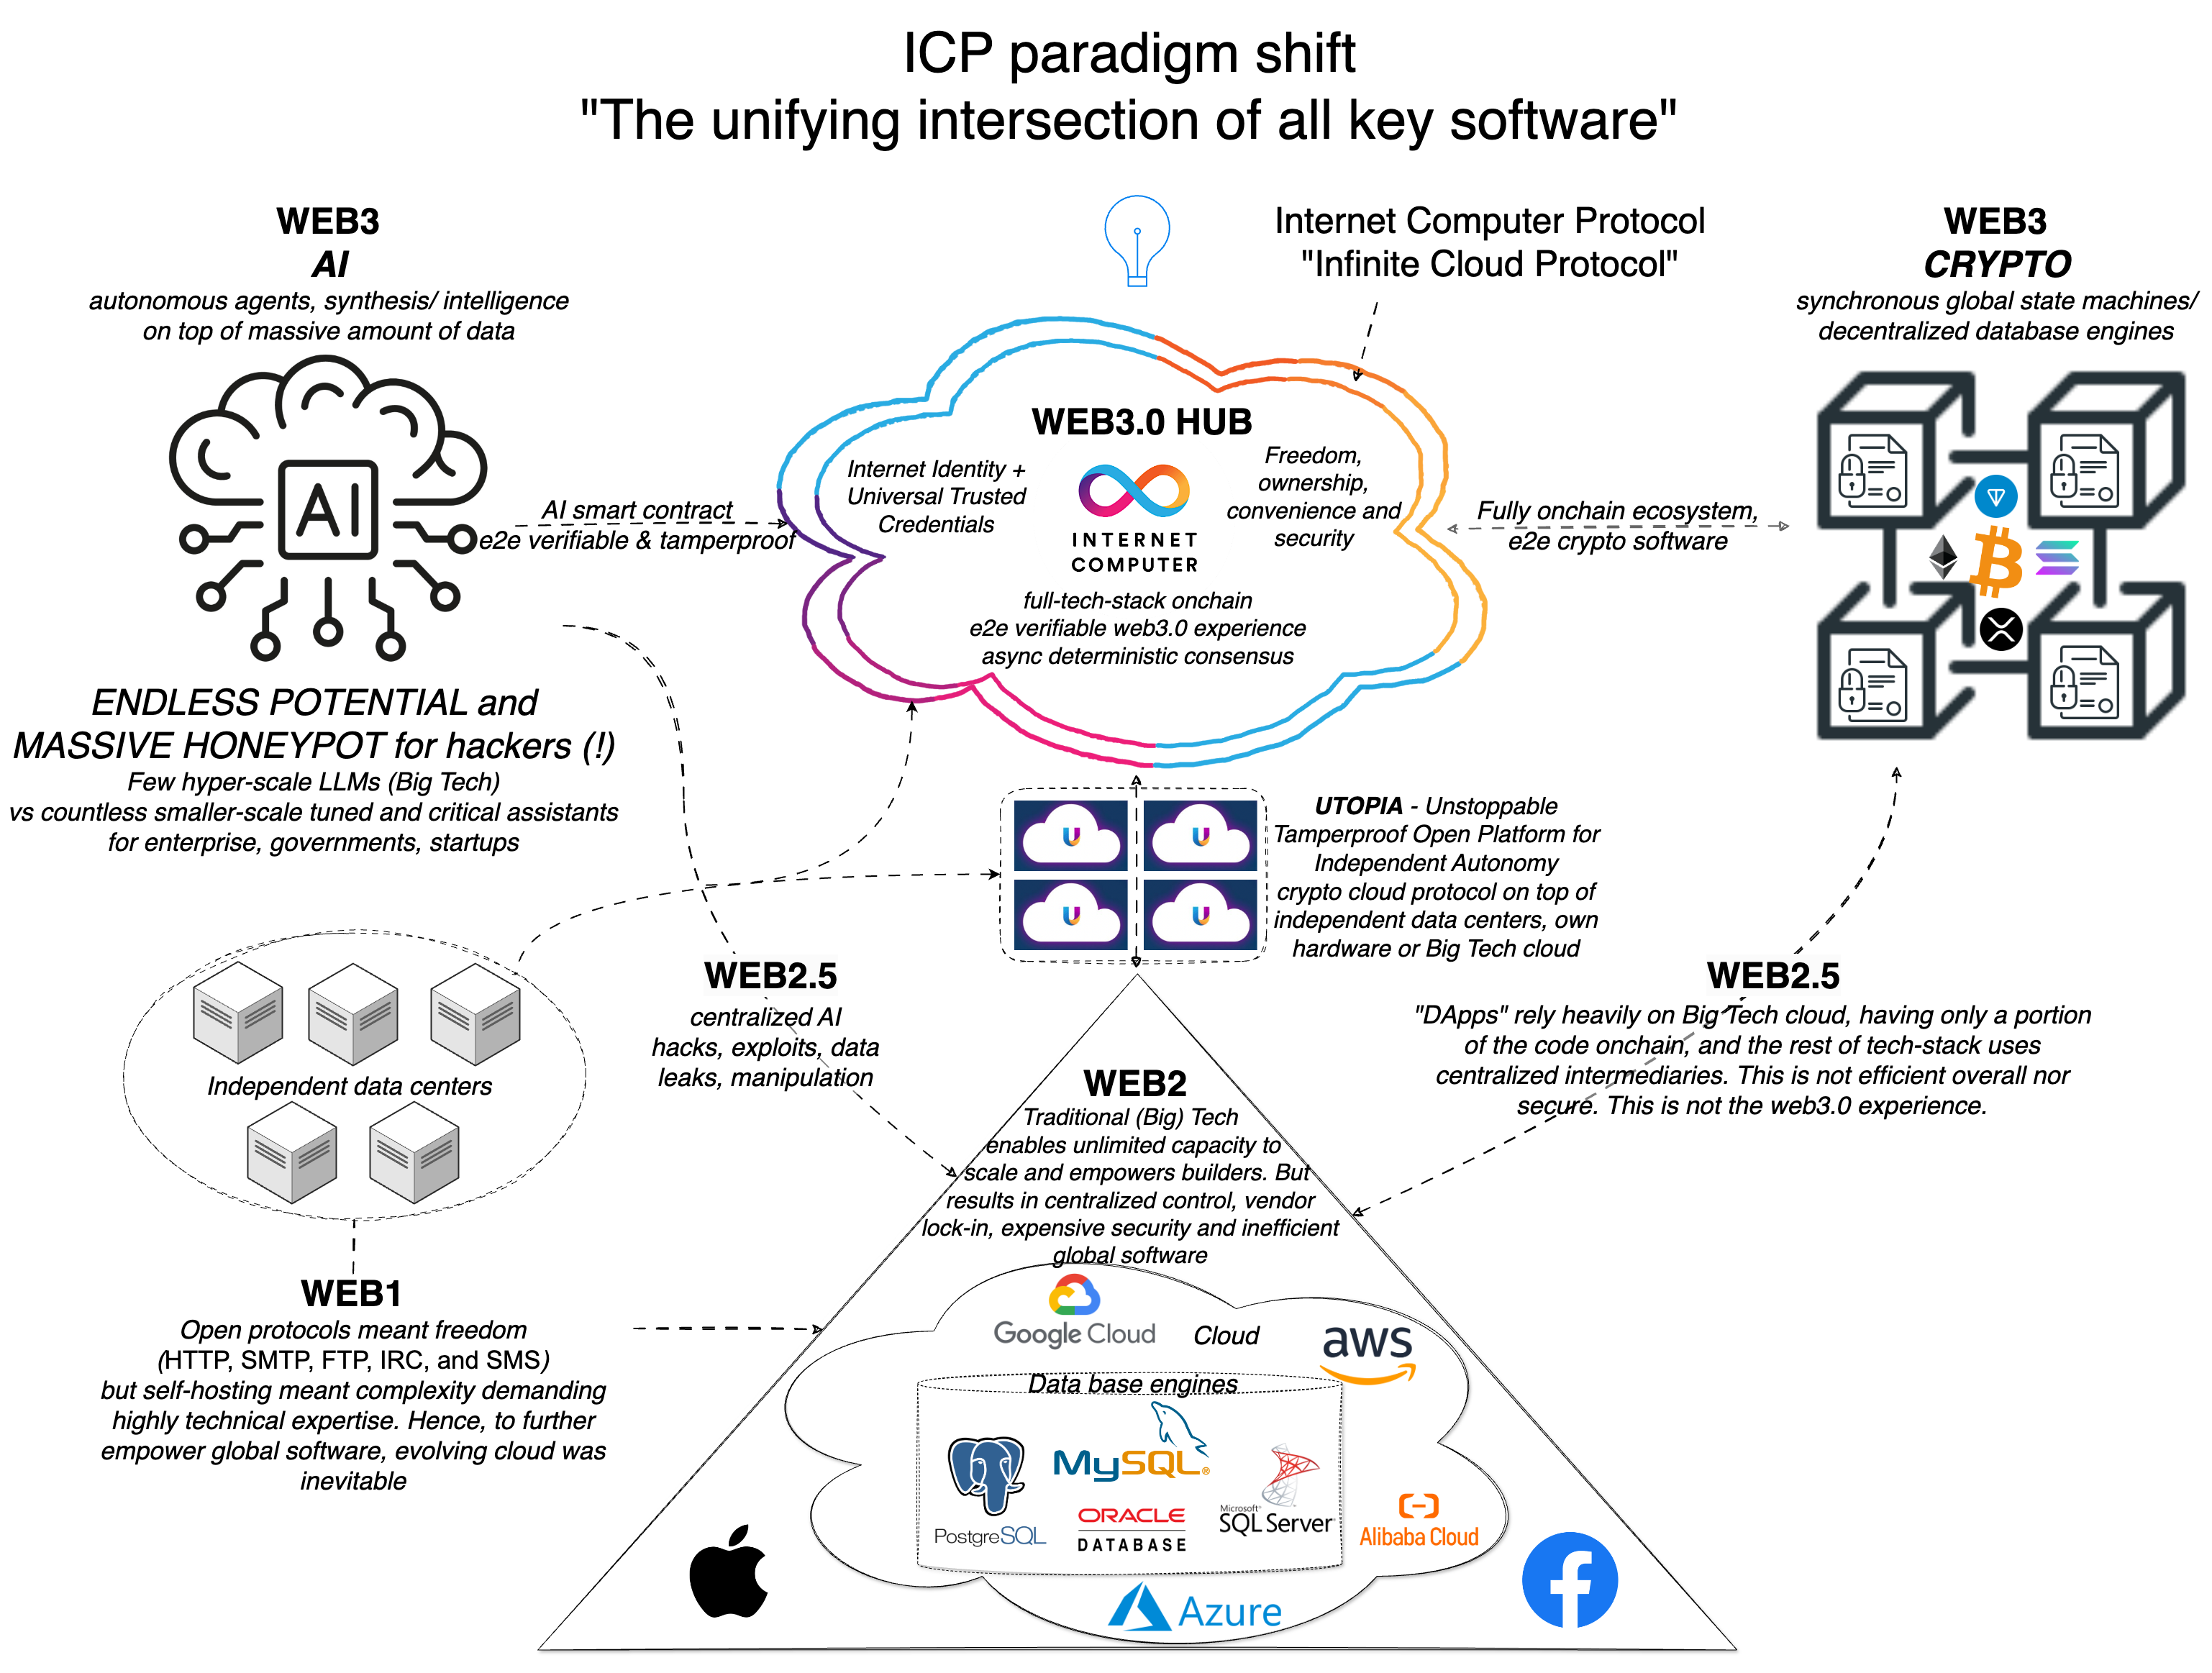 ICP paradigm shift
"The unifying intersection of all key software"
WEB3
AI
autonomous agents, synthesis/ intelligence
on top of massive amount of data
AI
AI smart contract
e2e verifiable & tamperproof
ENDLESS POTENTIAL and
MASSIVE HONEYPOT for hackers (!)
Few hyper-scale LLMs (Big Tech)
vs countless smaller-scale tuned and critical assistants
for enterprise, governments, startups
Internet Computer Protocol
"Infinite Cloud Protocol"
WEB3.0 HUB
Internet Identity +
Universal Trusted
Credentials
INTERNET
COMPUTER
Freedom,
ownership,
convenience and
security
full-tech-stack onchain
e2e verifiable web3.0 experience
async deterministic consensus
WEB3
CRYPTO
synchronous global state machines/
decentralized database engines
Fully onchain ecosystem,
e2e crypto software
U
U
U
U
UTOPIA - Unstoppable
Tamperproof Open Platform for
Independent Autonomy
crypto cloud protocol on top of
independent data centers, own
hardware or Big Tech cloud
Independent data centers
WEB2.5
centralized AI
hacks, exploits, data
leaks, manipulation
WEB2.5
"DApps" rely heavily on Big Tech cloud, having only a portion
of the code onchain, and the rest of tech-stack uses
centralized intermediaries. This is not efficient overall nor
secure. This is not the web3.0 experience.
WEB1
Open protocols meant freedom
(HTTP, SMTP, FTP, IRC, and SMS)
but self-hosting meant complexity demanding
highly technical expertise. Hence, to further
empower global software, evolving cloud was
inevitable
WEB2
Traditional (Big) Tech
enables unlimited capacity to
scale and empowers builders. But
results in centralized control, vendor
lock-in, expensive security and inefficient
global software
Google Cloud
Cloud
aws
Data base engines
PostgreSQL
MySQL®
ORACLE
DATABASE
Microsoft®
SQL Server
Alibaba Cloud
Azure